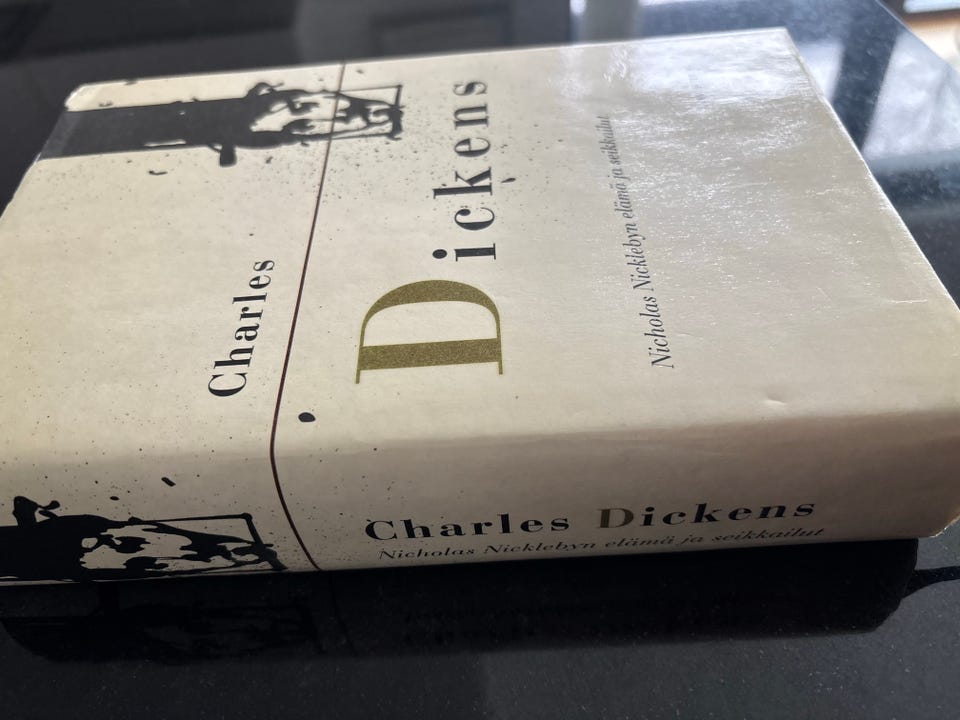 Charles
Dickens
Nicholas Nicklebyn elämä ja seikkailut
Charles Dickens
Nicholas Nicklebyn elämä ja seikkailut